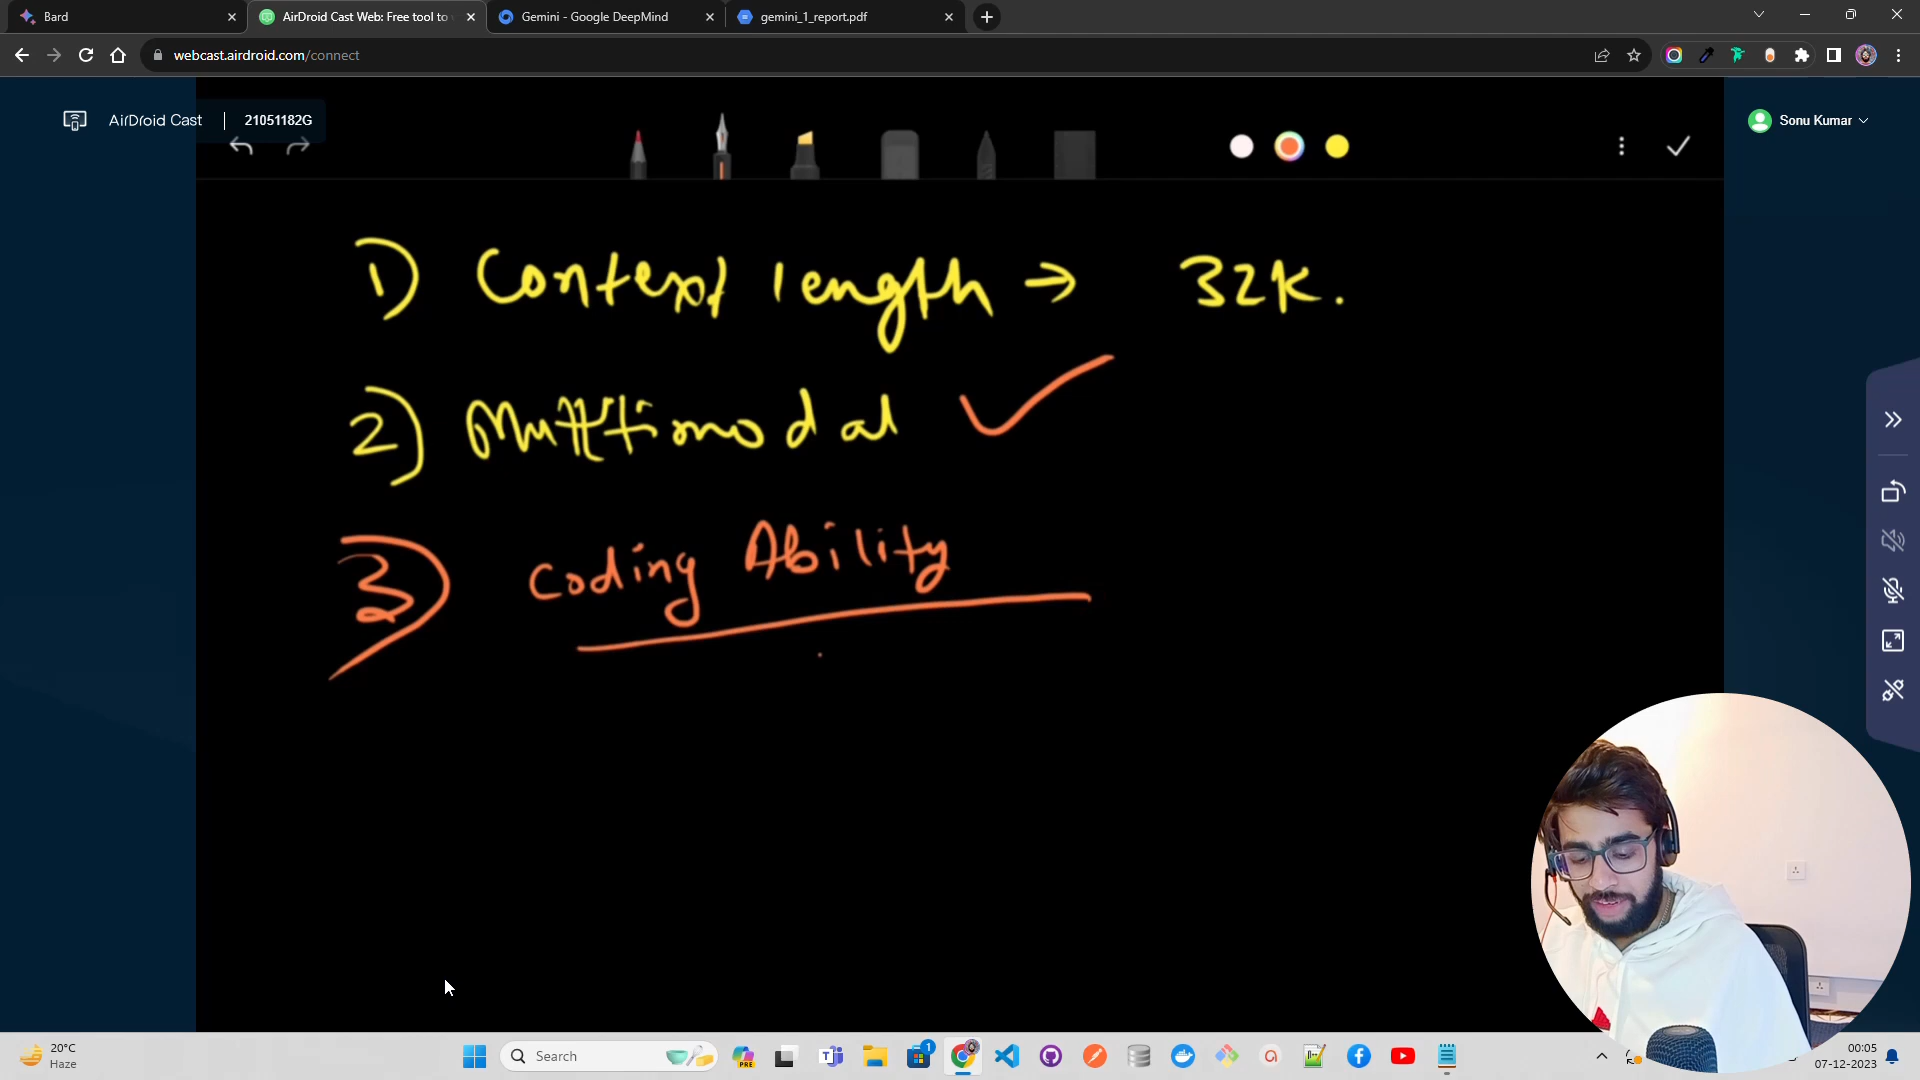 Bard
AirDroid Cast Web: Free tool to
Gemini - Google DeepMind
gemini_1_report.pdf
webcast.airdroid.com/connect
AirDroid Cast
21051182G
Sonu Kumar
1) Context length → 32K.
2) Multimodal ✓
3) Coding Ability
20°C
Haze
Search
PRE
1
00:05
07-12-2023